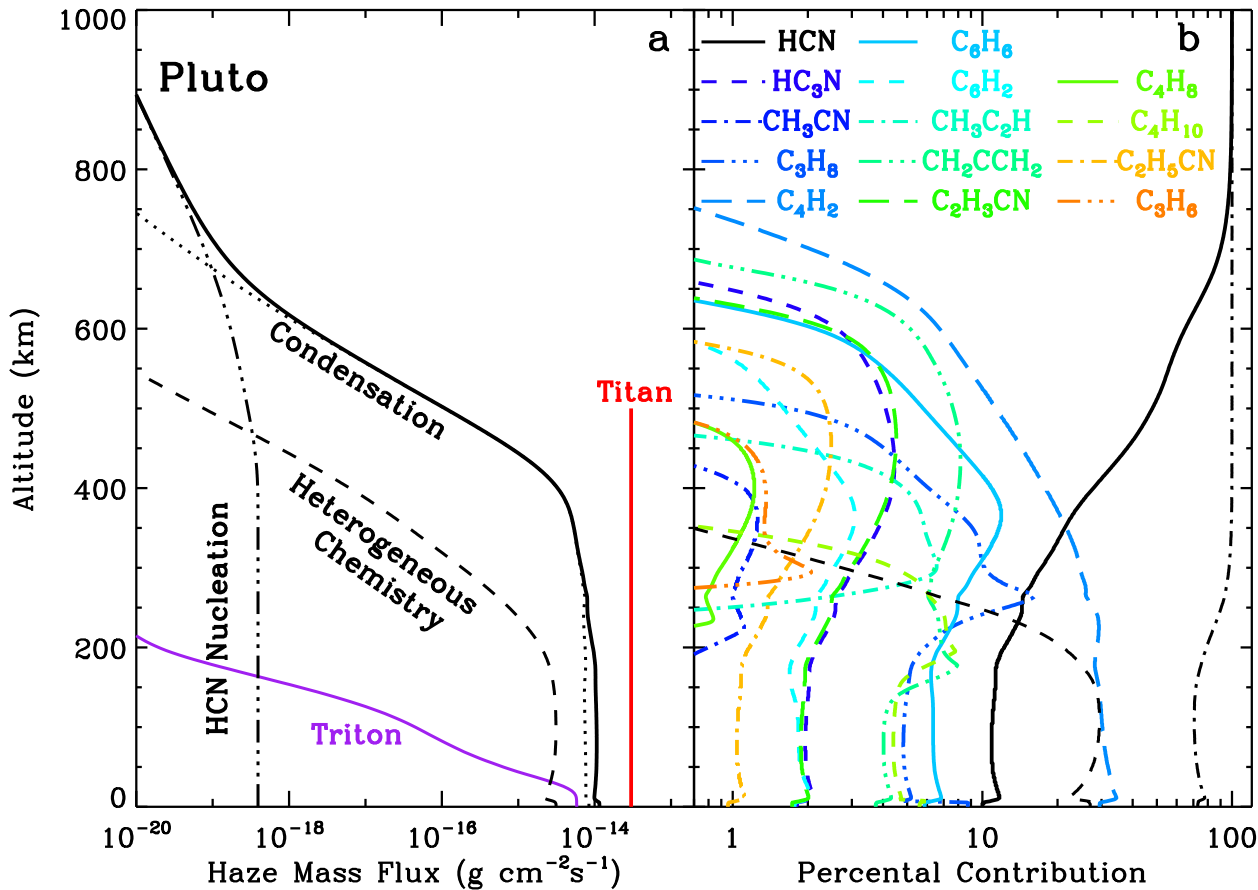 1000
800
600
400
200
0
Altitude (km)
a
Pluto
Condensation
Titan
Heterogeneous
Chemistry
HCN Nucleation
Triton
10⁻²⁰
10⁻¹⁸
10⁻¹⁶
10⁻¹⁴
Haze Mass Flux (g cm⁻²s⁻¹)
b
HCN
HC₃N
CH₃CN
C₃H₈
C₄H₂
C₆H₆
C₆H₂
CH₃C₂H
CH₂CCH₂
C₂H₃CN
C₄H₈
C₄H₁₀
C₂H₅CN
C₃H₆
1
10
100
Percental Contribution